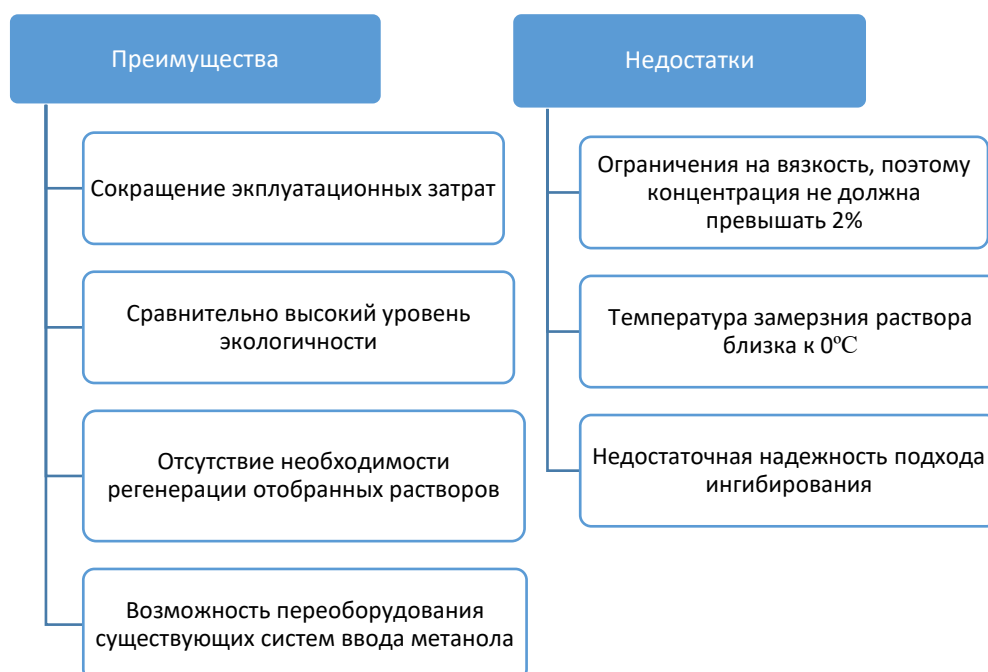 Преимущества
Сокращение экплуатационных затрат
Сравнительно высокий уровень
экологичности
Отсутствие необходимости
регенерации отобранных растворов
Возможность переоборудования
существующих систем ввода метанола
Недостатки
Ограничения на вязкость, поэтому
концентрация не должна
превышать 2%
Температура замерзния раствора
близка к 0°С
Недостаточная надежность подхода
ингибирования